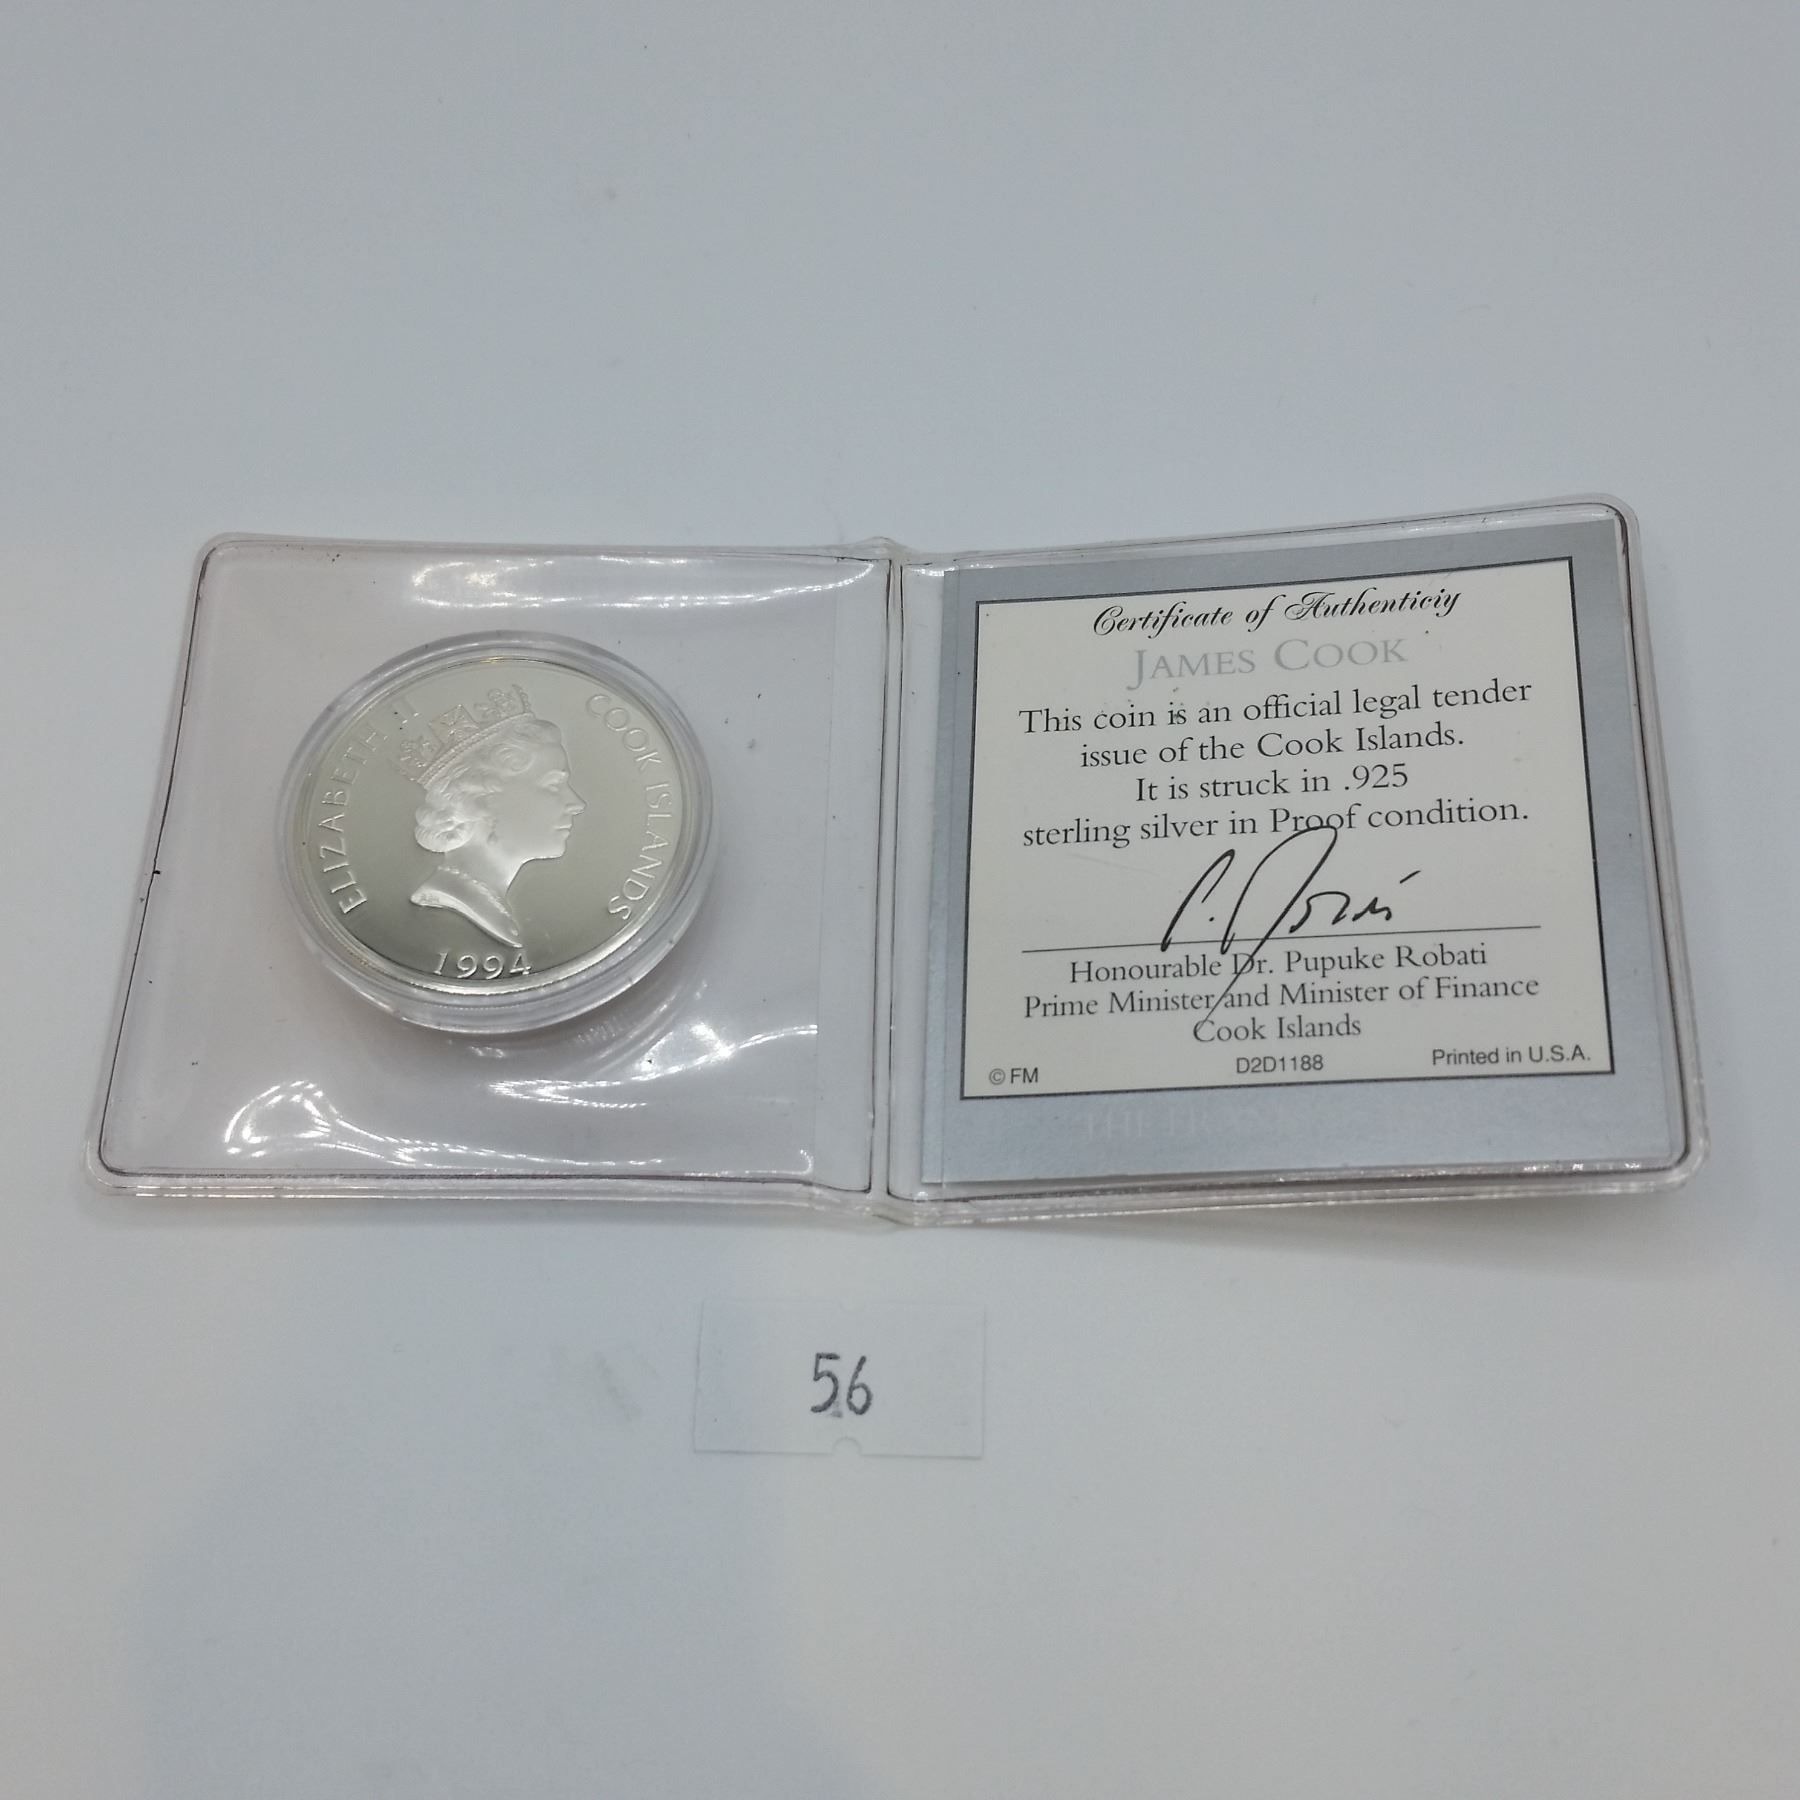 ELIZABETH II
COOK ISLANDS
1994
Certificate of Authenticiy
JAMES COOK
This coin is an official legal tender
issue of the Cook Islands.
It is struck in .925
sterling silver in Proof condition.
Honourable Dr. Pupuke Robati
Prime Minister and Minister of Finance
Cook Islands
© FM
D2D1188
Printed in U.S.A.
56